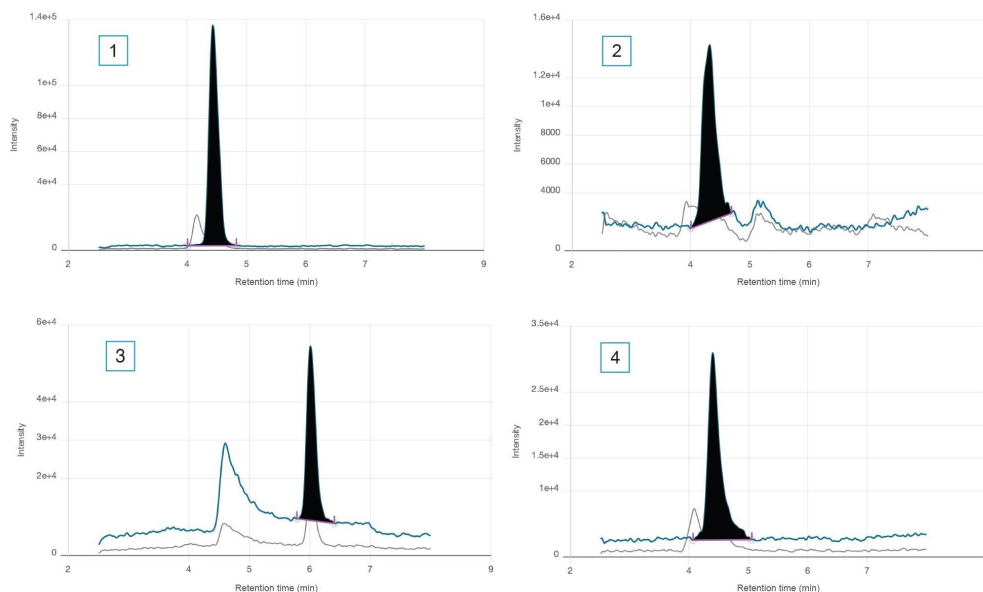 1.4e+5
1
1e+5
8e+4
Intensity
6e+4
4e+4
0
2 4 5 6 7 9
Retention time (min)
1.6e+4
2
1.2e+4
1e+4
Intensity
8000
6000
4000
0
2 4 5 6 7
Retention time (min)
6e+4
3
4e+4
Intensity
3e+4
2e+4
0
2 4 5 6 7 9
Retention time (min)
3.5e+4
4
2.5e+4
2e+4
Intensity
1.5e+4
1e+4
0
2 4 5 6 7
Retention time (min)